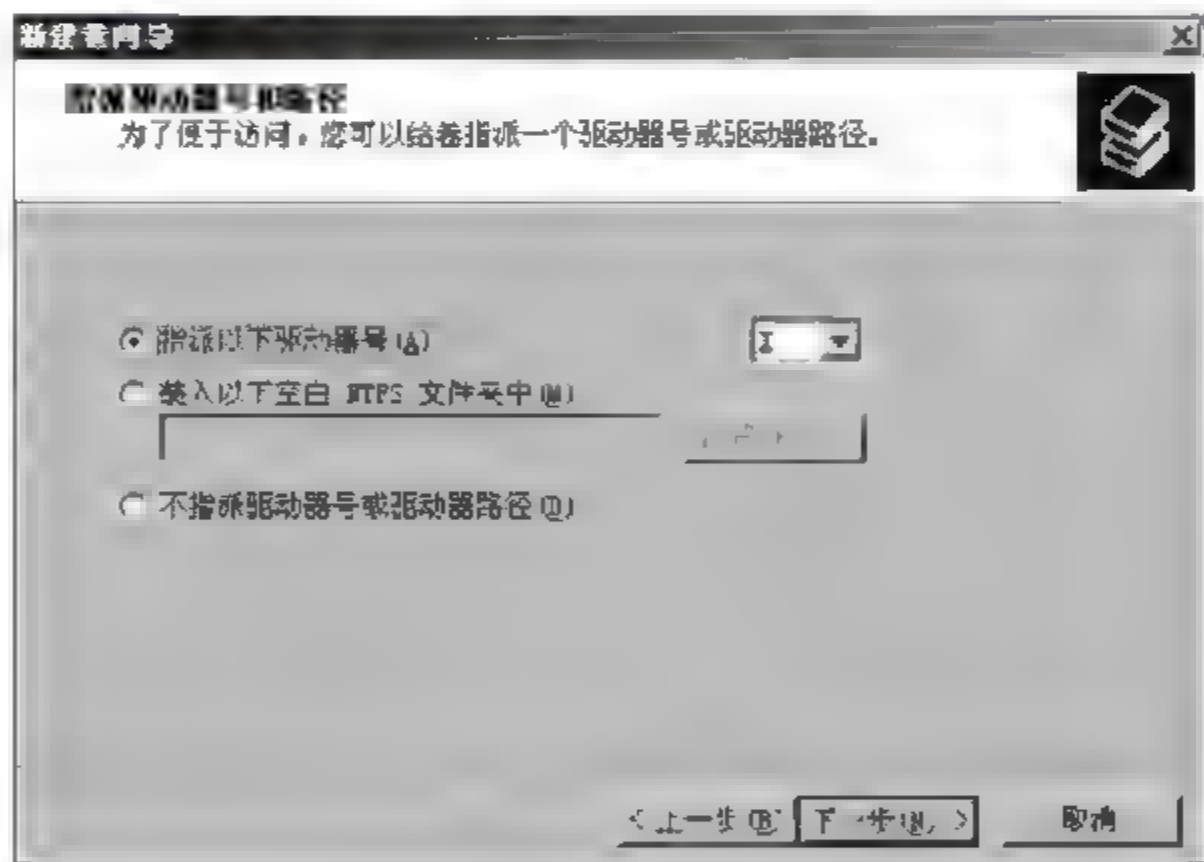 新建卷向导
指派驱动器号和路径
为了便于访问，您可以给卷指派一个驱动器号或驱动器路径。
指派以下驱动器号(A)
装入以下空白 NTFS 文件夹中(M)
不指派驱动器号或驱动器路径(D)
< 上一步(B) 下一步(N) > 取消